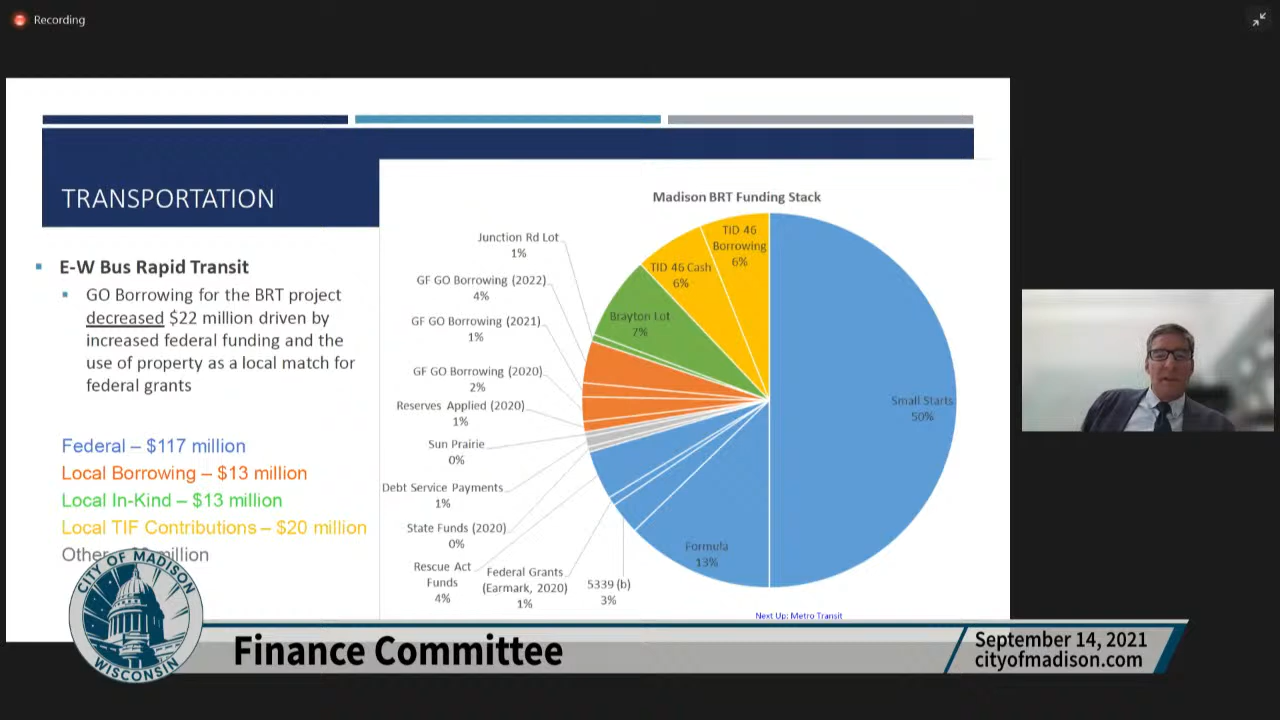 Recording
TRANSPORTATION
E-W Bus Rapid Transit
GO Borrowing for the BRT project
decreased $22 million driven by
increased federal funding and the
use of property as a local match for
federal grants
Federal – $117 million
Local Borrowing – $13 million
Local In-Kind – $13 million
Local TIF Contributions – $20 million
Other million
Madison BRT Funding Stack
Junction Rd Lot
1%
GF GO Borrowing (2022)
4%
GF GO Borrowing (2021)
1%
GF GO Borrowing (2020)
2%
Reserves Applied (2020)
1%
Sun Prairie
0%
Debt Service Payments
1%
State Funds (2020)
0%
Rescue Act
Funds
4%
Federal Grants
(Earmark, 2020)
1%
5339 (b)
3%
Formula
13%
Small Starts
50%
TID 46
Borrowing
6%
TID 46 Cash
6%
Brayton Lot
7%
Next Up: Metro Transit
CITY OF MADISON
WISCONSIN
Finance Committee
September 14, 2021
cityofmadison.com